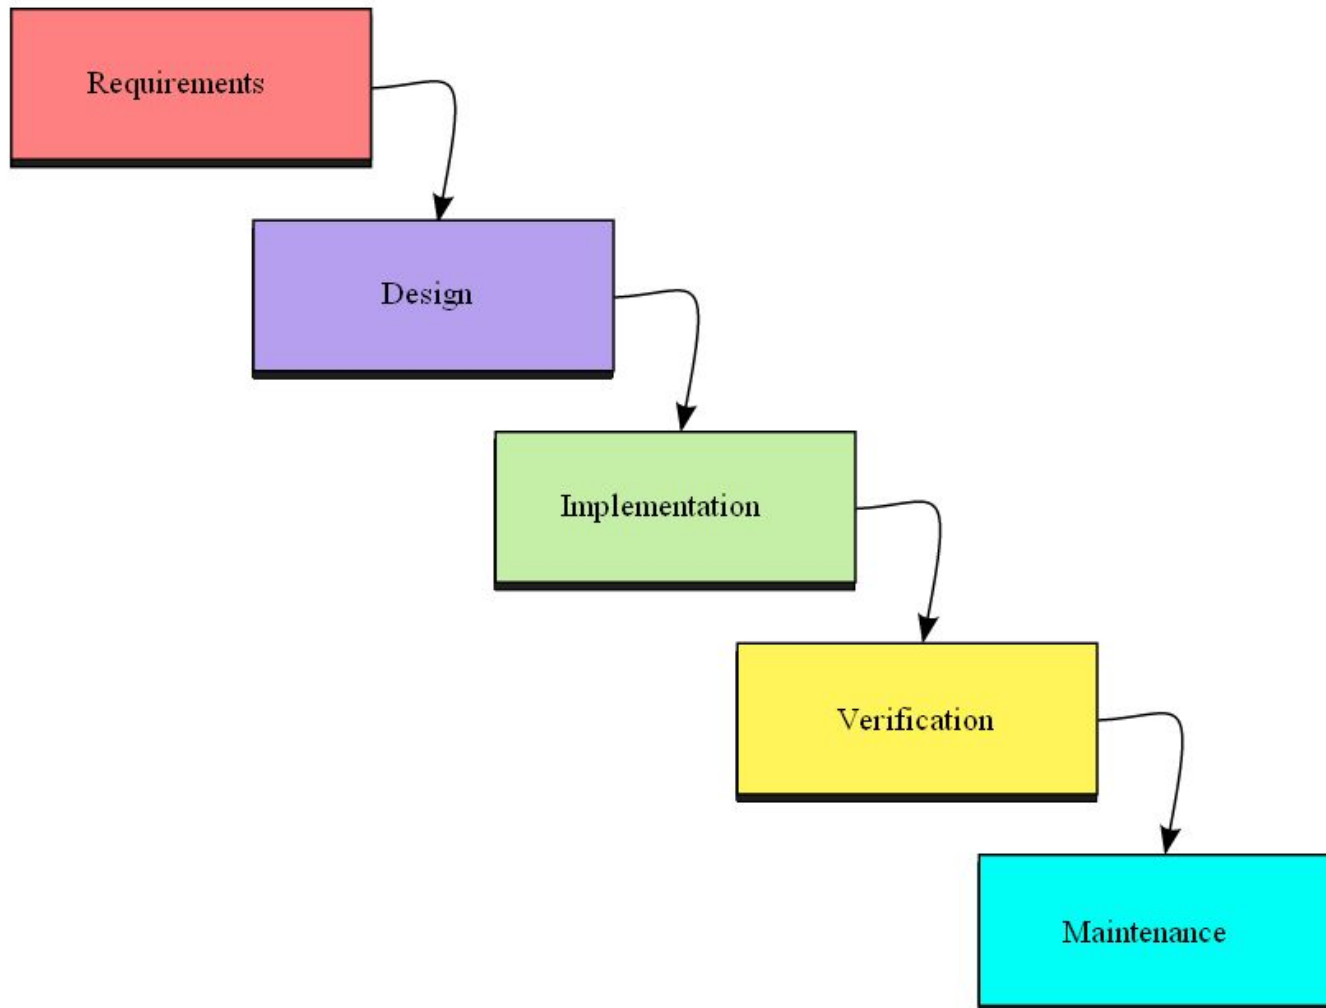 Requirements
Design
Implementation
Verification
Maintenance